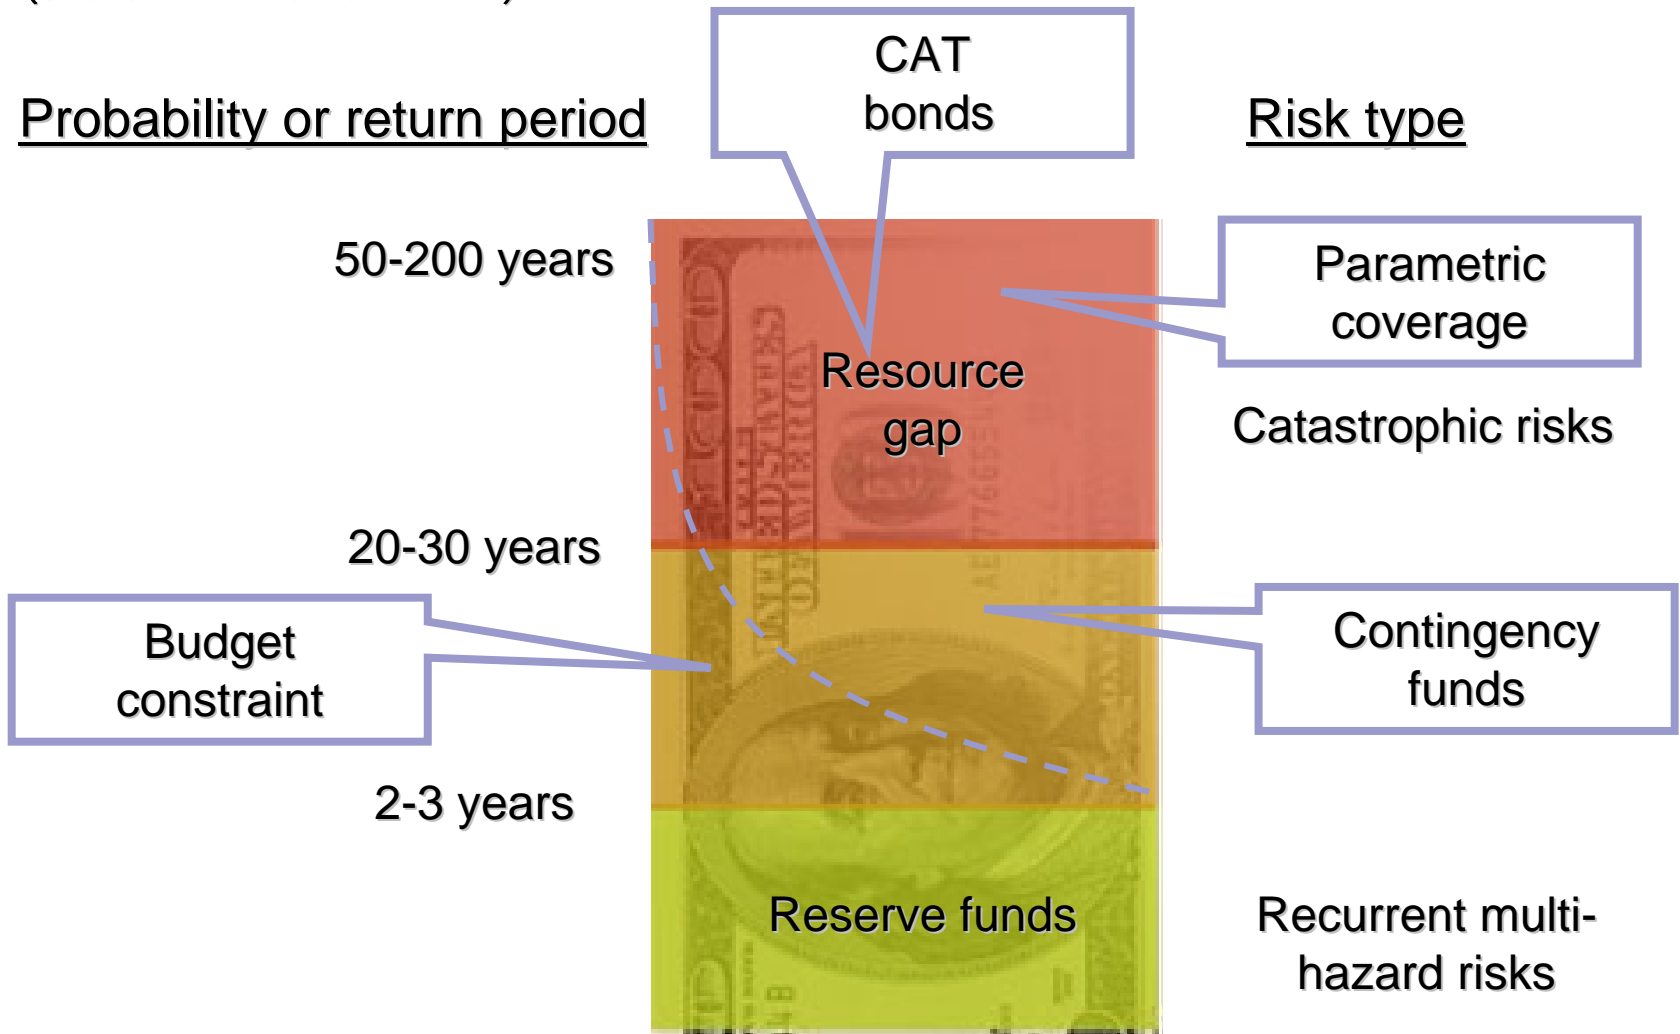 CAT
bonds
Probability or return period
Risk type
50-200 years
Parametric
coverage
Resource
gap
Catastrophic risks
20-30 years
Budget
constraint
Contingency
funds
2-3 years
Reserve funds
Recurrent multi-
hazard risks